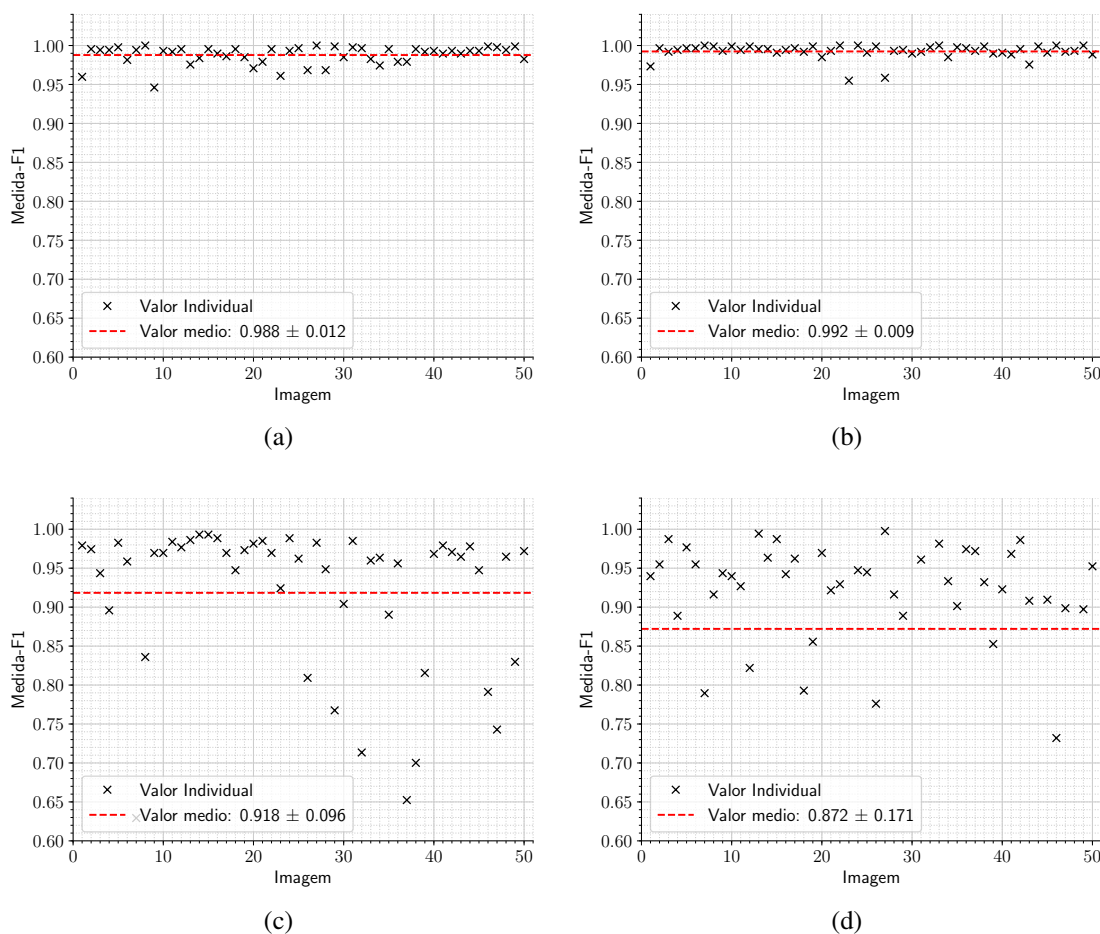 1.00
0.95
0.90
0.85
0.80
0.75
0.70
0.65
0.60
Medida-F1
Valor Individual
Valor medio: 0.988 ± 0.012
0 10 20 30 40 50
Imagem
(a)
1.00
0.95
0.90
0.85
0.80
0.75
0.70
0.65
0.60
Medida-F1
Valor Individual
Valor medio: 0.992 ± 0.009
0 10 20 30 40 50
Imagem
(b)
1.00
0.95
0.90
0.85
0.80
0.75
0.70
0.65
0.60
Medida-F1
Valor Individual
Valor medio: 0.918 ± 0.096
0 10 20 30 40 50
Imagem
(c)
1.00
0.95
0.90
0.85
0.80
0.75
0.70
0.65
0.60
Medida-F1
Valor Individual
Valor medio: 0.872 ± 0.171
0 10 20 30 40 50
Imagem
(d)